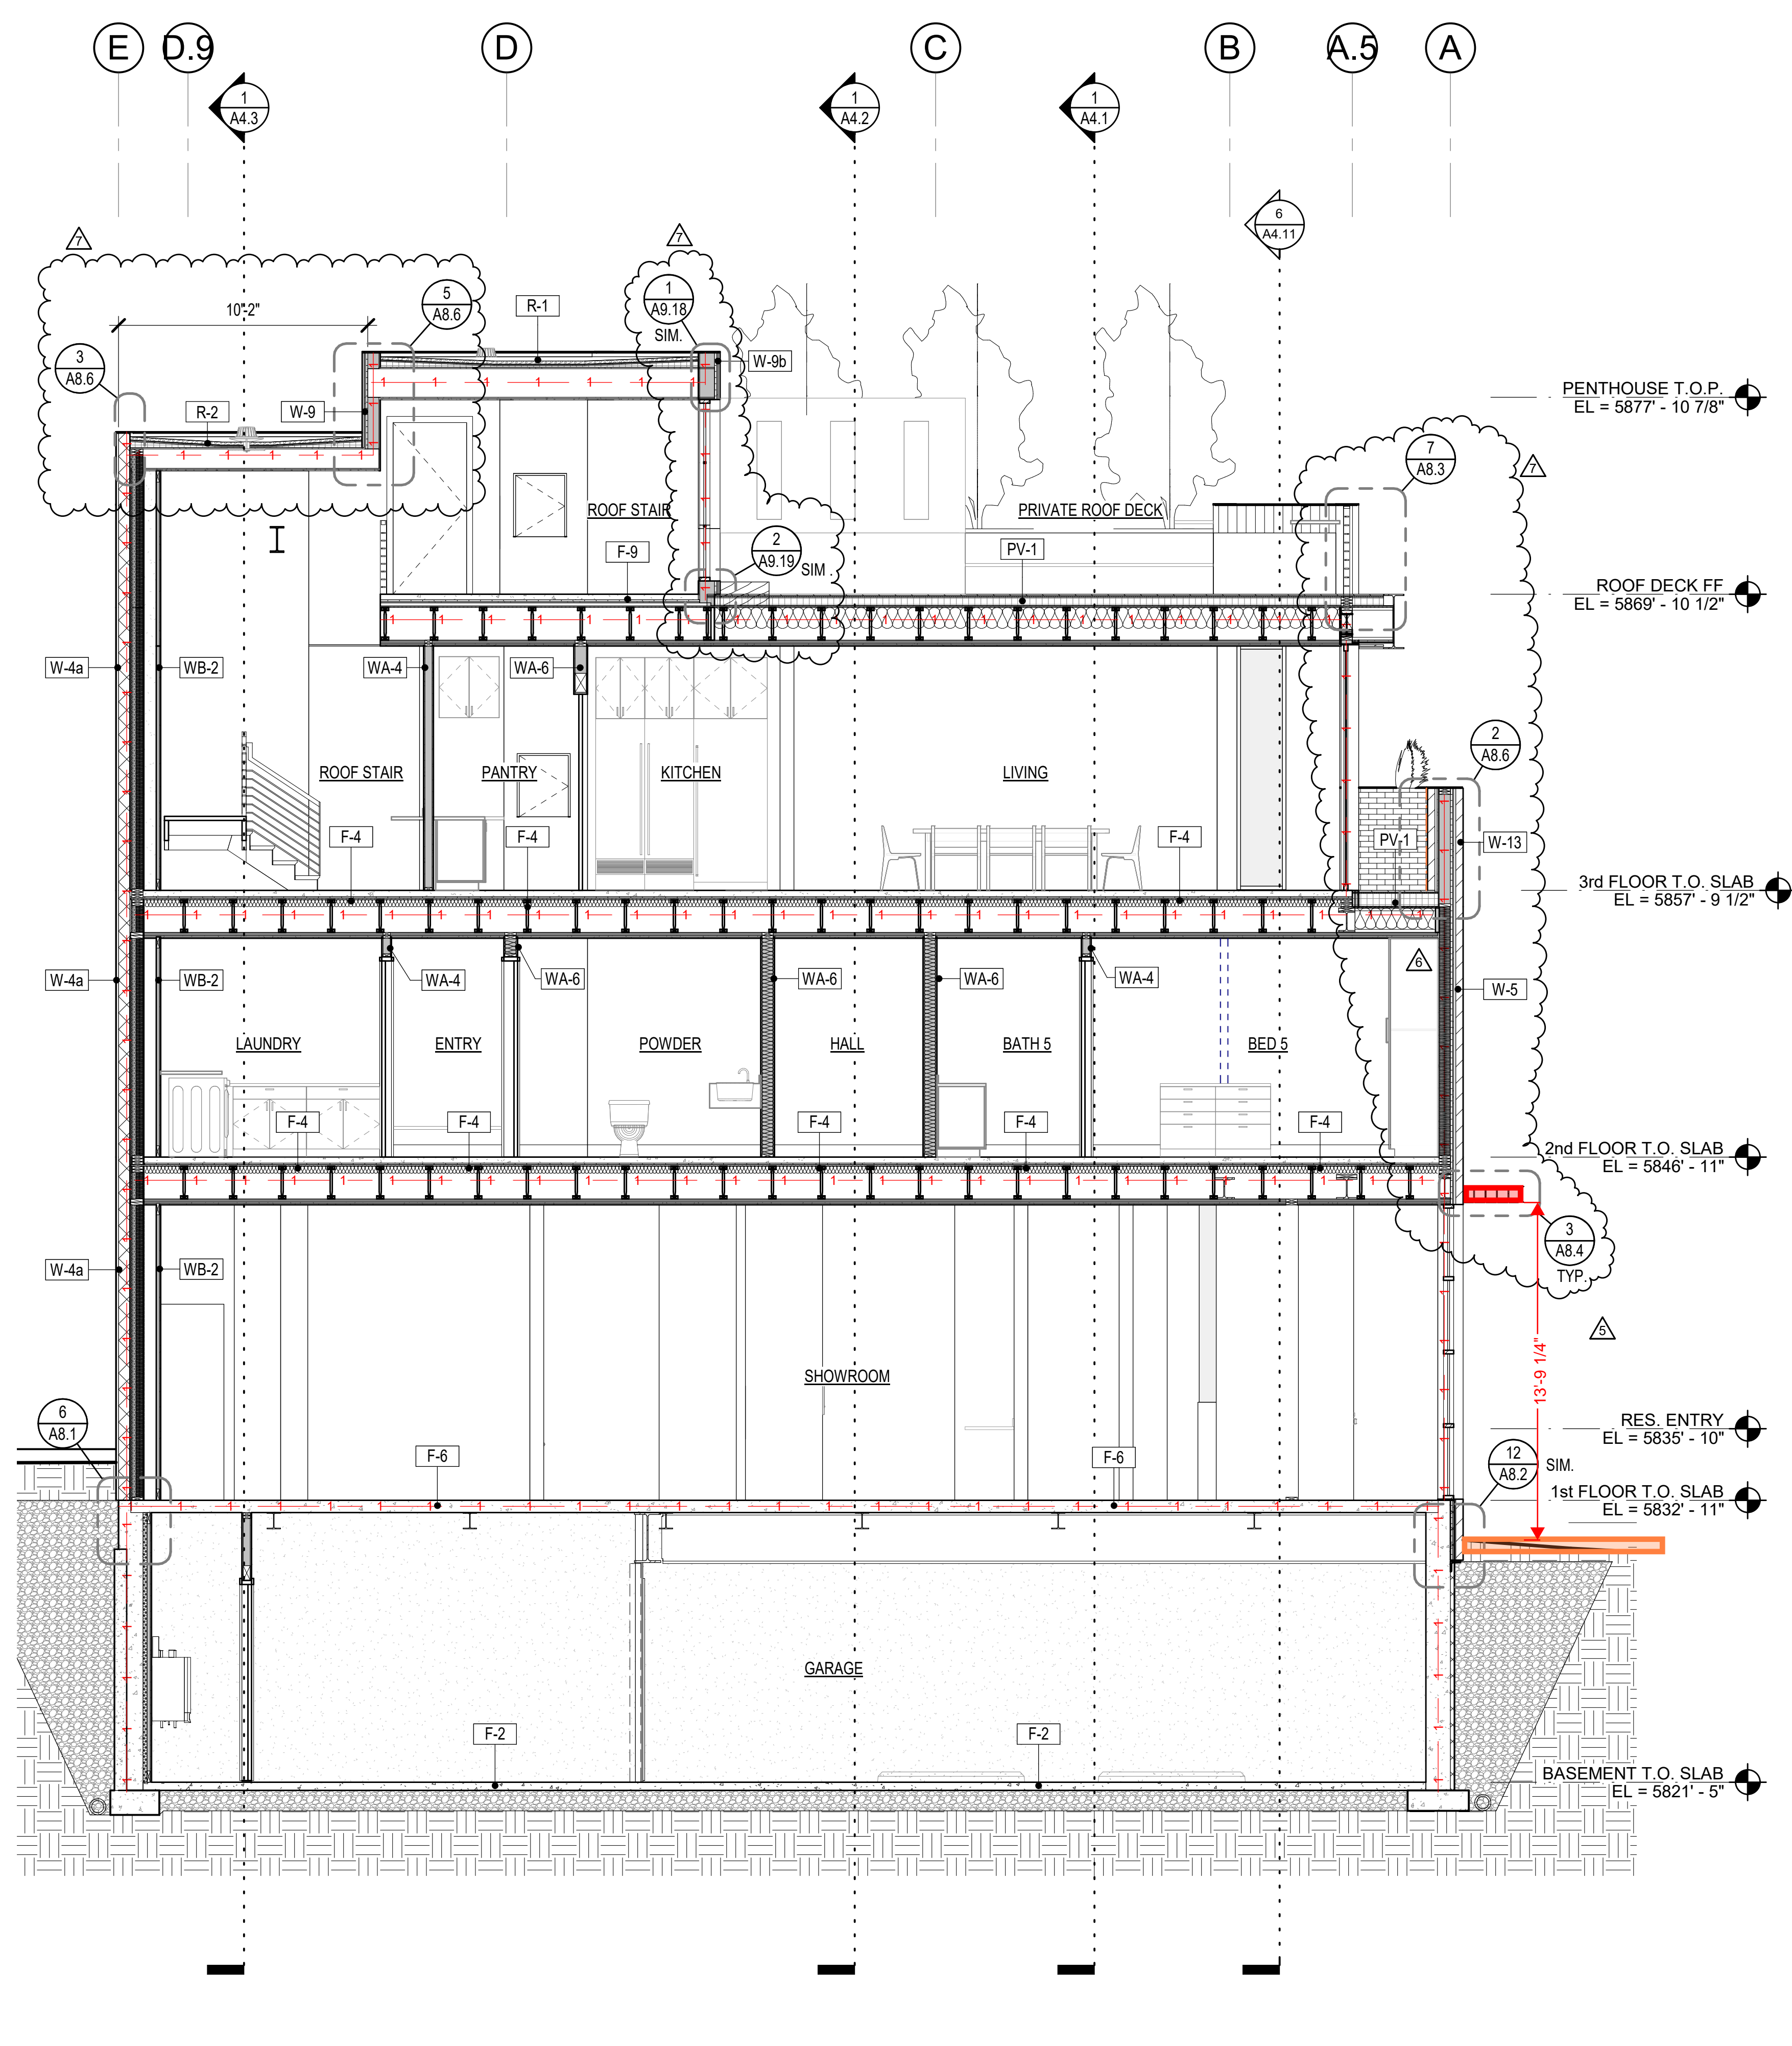 E D.9 D C B A.5 A
1 A4.3
1 A4.2
1 A4.1
6 A4.11
7
7
10'-2"
5 A8.6
R-1
1 A9.18
SIM.
3 A8.6
W-9b
R-2
W-9
PENTHOUSE T.O.P.
EL = 5877' - 10 7/8"
7 A8.3
7
ROOF STAIR
PRIVATE ROOF DECK
2 A9.19
SIM.
F-9
PV-1
ROOF DECK FF
EL = 5869' - 10 1/2"
W-4a
WB-2
WA-4
WA-6
2 A8.6
ROOF STAIR
PANTRY
KITCHEN
LIVING
F-4
F-4
F-4
PV-1
W-13
3rd FLOOR T.O. SLAB
EL = 5857' - 9 1/2"
6
W-4a
WB-2
WA-4
WA-6
WA-6
WA-6
WA-4
W-5
LAUNDRY
ENTRY
POWDER
HALL
BATH 5
BED 5
F-4
F-4
F-4
F-4
F-4
2nd FLOOR T.O. SLAB
EL = 5846' - 11"
3 A8.4
TYP.
W-4a
WB-2
5
SHOWROOM
13'-9 1/4"
6 A8.1
RES. ENTRY
EL = 5835' - 10"
F-6
F-6
12 A8.2
SIM.
1st FLOOR T.O. SLAB
EL = 5832' - 11"
GARAGE
F-2
F-2
BASEMENT T.O. SLAB
EL = 5821' - 5"